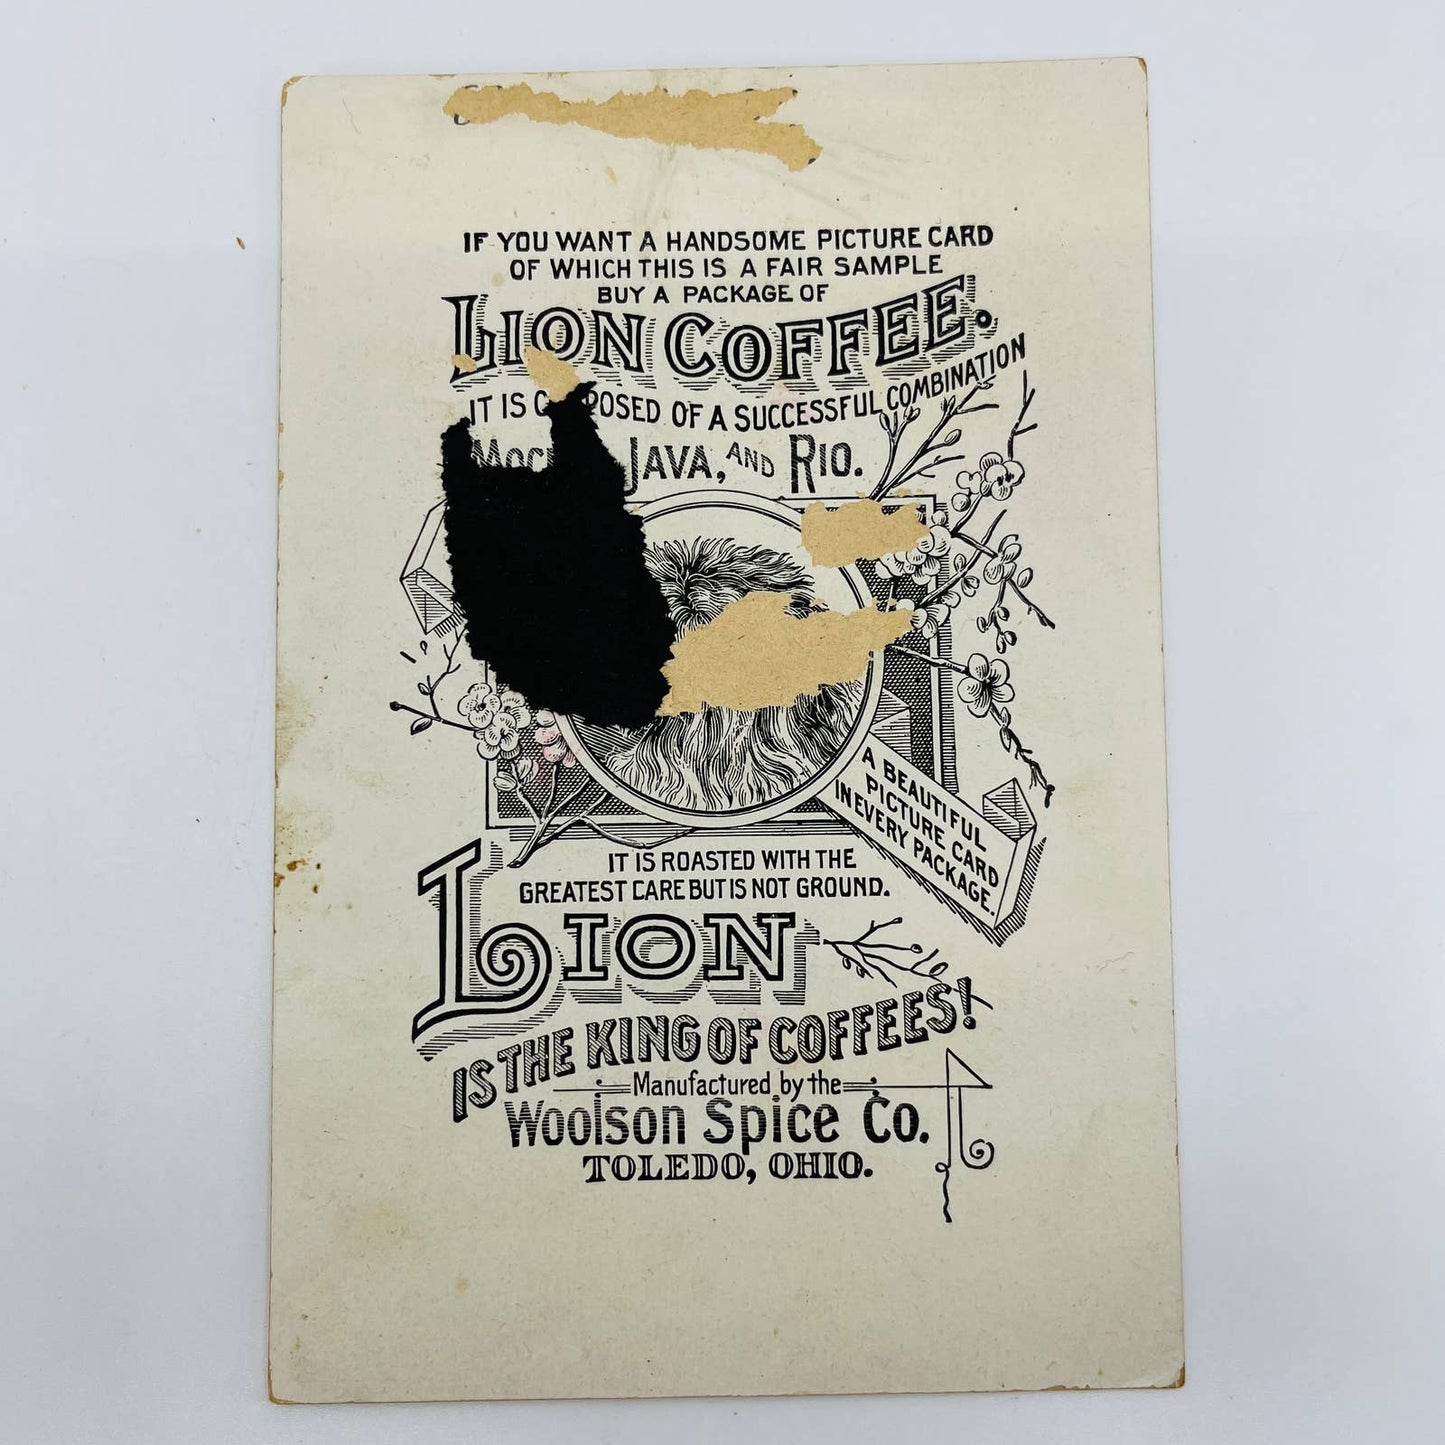 IF YOU WANT A HANDSOME PICTURE CARD
OF WHICH THIS IS A FAIR SAMPLE
BUY A PACKAGE OF
LION COFFEE.
IT IS C POSED OF A SUCCESSFUL COMBINATION
MOC JAVA, AND RIO.
A BEAUTIFUL
PICTURE CARD
IN EVERY PACKAGE.
IT IS ROASTED WITH THE
GREATEST CARE BUT IS NOT GROUND.
LION
IS THE KING OF COFFEES!
Manufactured by the
Woolson Spice Co.
TOLEDO, OHIO.